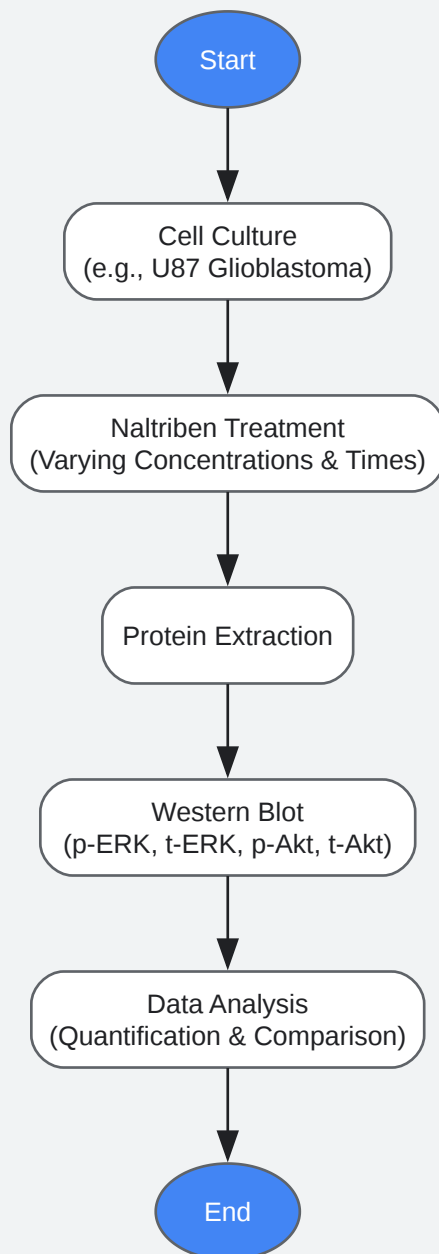 Start
Cell Culture
(e.g., U87 Glioblastoma)
Naltriben Treatment
(Varying Concentrations & Times)
Protein Extraction
Western Blot
(p-ERK, t-ERK, p-Akt, t-Akt)
Data Analysis
(Quantification & Comparison)
End